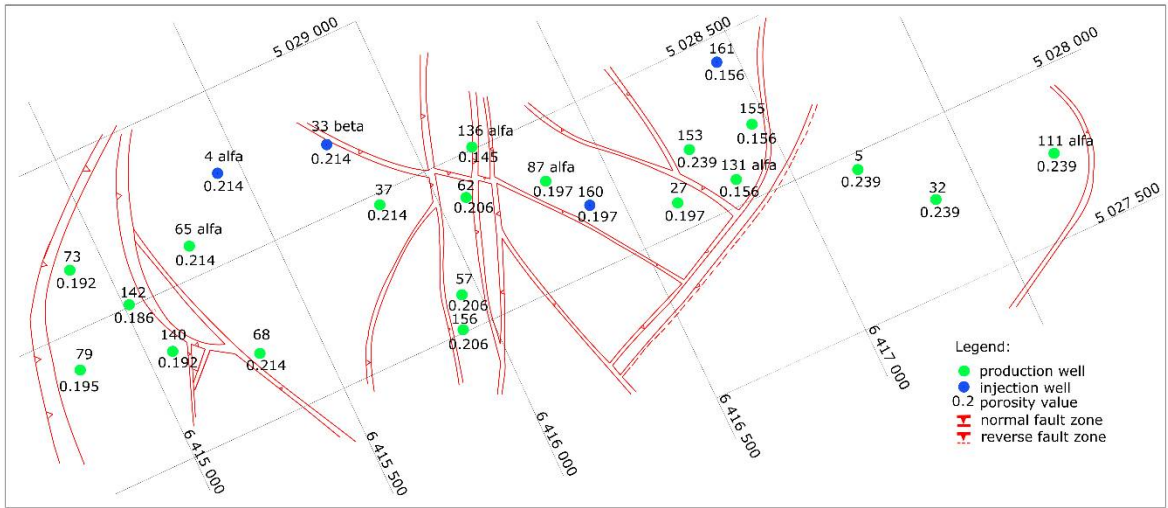 5 029 000
5 028 500
5 028 000
5 027 500
161
0.156
33 beta
0.214
136 alfa
0.145
155
0.156
4 alfa
0.214
153
0.239
111 alfa
0.239
87 alfa
0.197
131 alfa
0.156
5
0.239
37
0.214
62
0.206
160
0.197
27
0.197
32
0.239
65 alfa
0.214
73
0.192
142
0.186
57
0.206
156
0.206
140
0.192
68
0.214
79
0.195
6 415 000
6 415 500
6 416 000
6 416 500
6 417 000
Legend:
production well
injection well
0.2 porosity value
normal fault zone
reverse fault zone